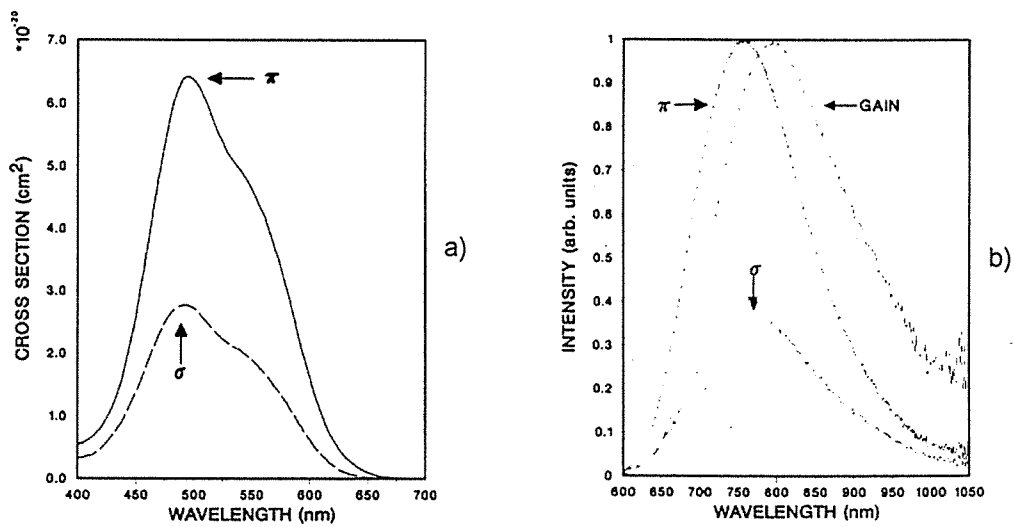 *10⁻²⁰
7.0
6.0
5.0
4.0
3.0
2.0
1.0
0.0
CROSS SECTION (cm²)
π
σ
400 450 500 550 600 650 700
WAVELENGTH (nm)
a)
1
0.9
0.8
0.7
0.6
0.5
0.4
0.3
0.2
0.1
0
INTENSITY (arb. units)
π
GAIN
σ
600 650 700 750 800 850 900 950 1000 1050
WAVELENGTH (nm)
b)